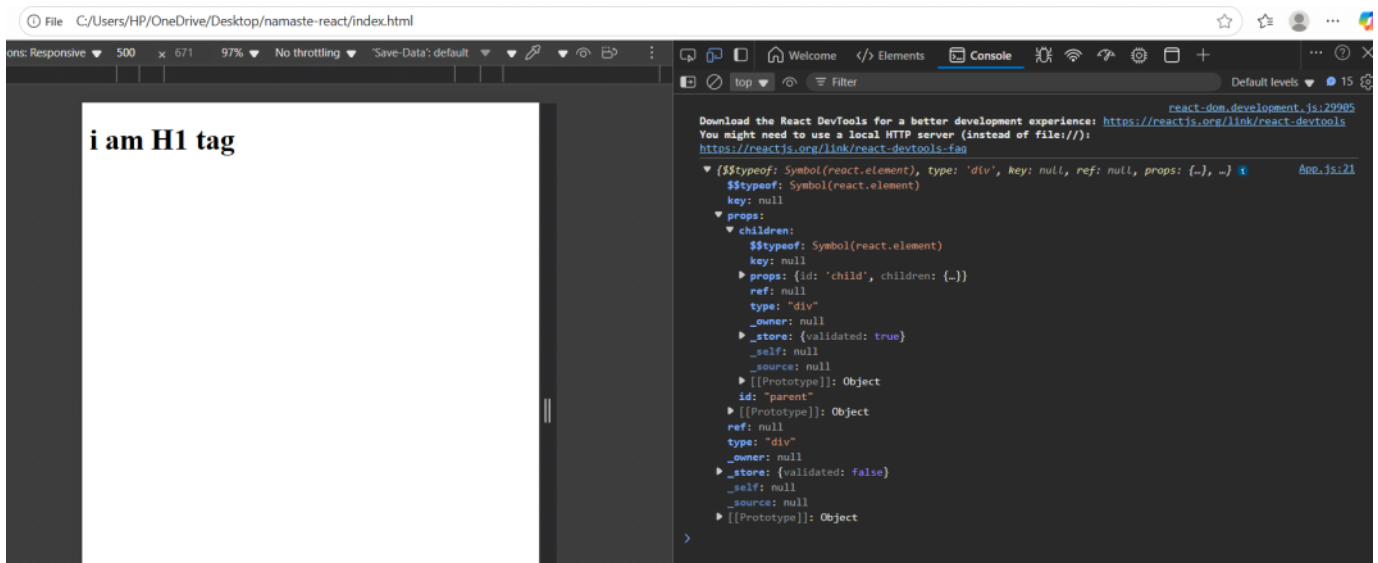 File C:/Users/HP/OneDrive/Desktop/namaste-react/index.html
ons: Responsive ▼ 500 x 671 97% ▼ No throttling ▼ 'Save-Data': default ▼
Welcome </> Elements Console
top ▼ Filter Default levels ▼ 15
i am H1 tag
react-dom.development.js:29905
Download the React DevTools for a better development experience: https://reactjs.org/link/react-devtools
You might need to use a local HTTP server (instead of file://):
https://reactjs.org/link/react-devtools-faq
▼ {$$typeof: Symbol(react.element), type: 'div', key: null, ref: null, props: {…}, …} i App.js:21
$$typeof: Symbol(react.element)
key: null
▼ props:
▼ children:
$$typeof: Symbol(react.element)
key: null
▶ props: {id: 'child', children: {…}}
ref: null
type: "div"
_owner: null
▶ _store: {validated: true}
_self: null
_source: null
▶ [[Prototype]]: Object
id: "parent"
▶ [[Prototype]]: Object
ref: null
type: "div"
_owner: null
▶ _store: {validated: false}
_self: null
_source: null
▶ [[Prototype]]: Object